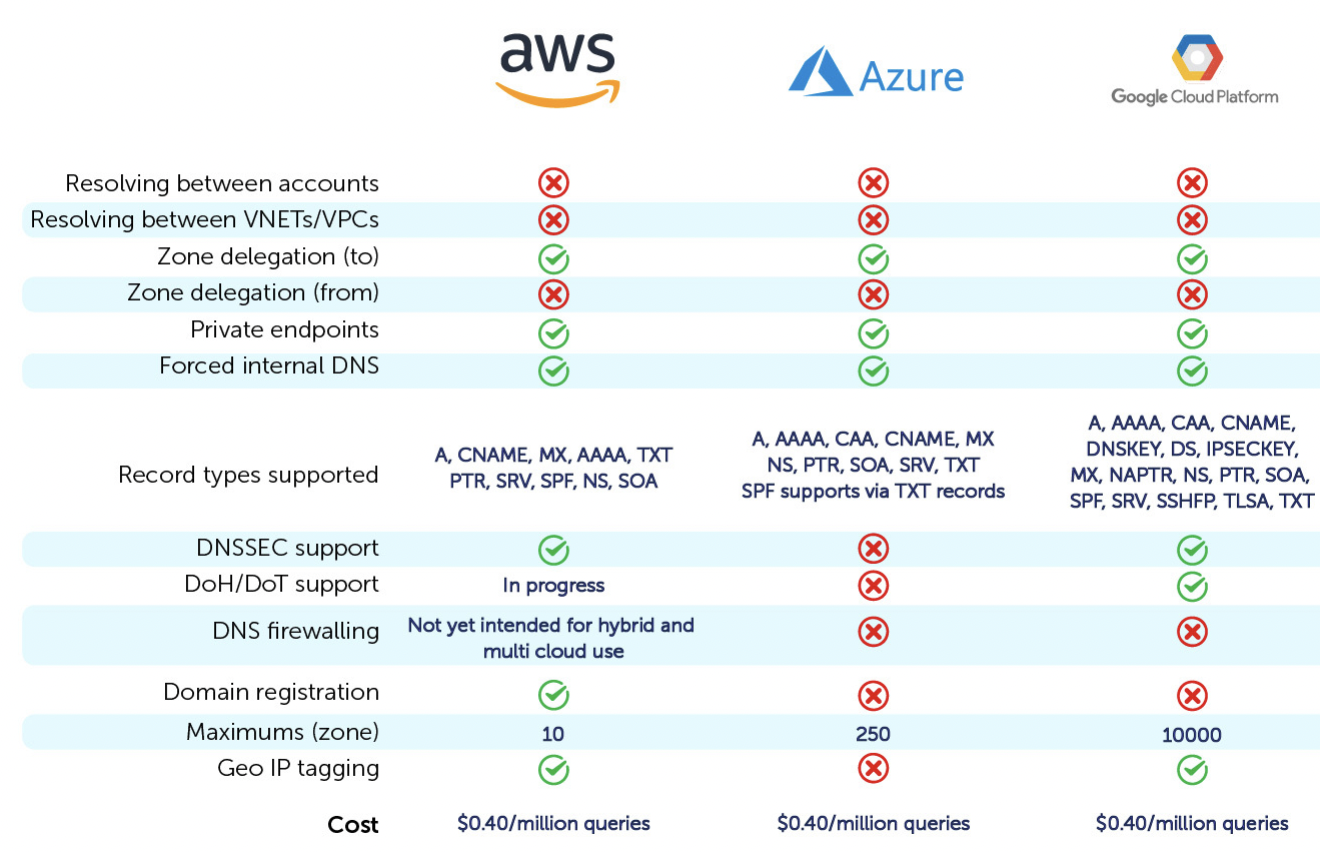 aws
Azure
Google Cloud Platform
Resolving between accounts
Resolving between VNETs/VPCs
Zone delegation (to)
Zone delegation (from)
Private endpoints
Forced internal DNS
Record types supported
A, CNAME, MX, AAAA, TXT
PTR, SRV, SPF, NS, SOA
A, AAAA, CAA, CNAME, MX
NS, PTR, SOA, SRV, TXT
SPF supports via TXT records
A, AAAA, CAA, CNAME,
DNSKEY, DS, IPSECKEY,
MX, NAPTR, NS, PTR, SOA,
SPF, SRV, SSHFP, TLSA, TXT
DNSSEC support
DoH/DoT support
In progress
DNS firewalling
Not yet intended for hybrid and
multi cloud use
Domain registration
Maximums (zone)
10
250
10000
Geo IP tagging
Cost
$0.40/million queries
$0.40/million queries
$0.40/million queries